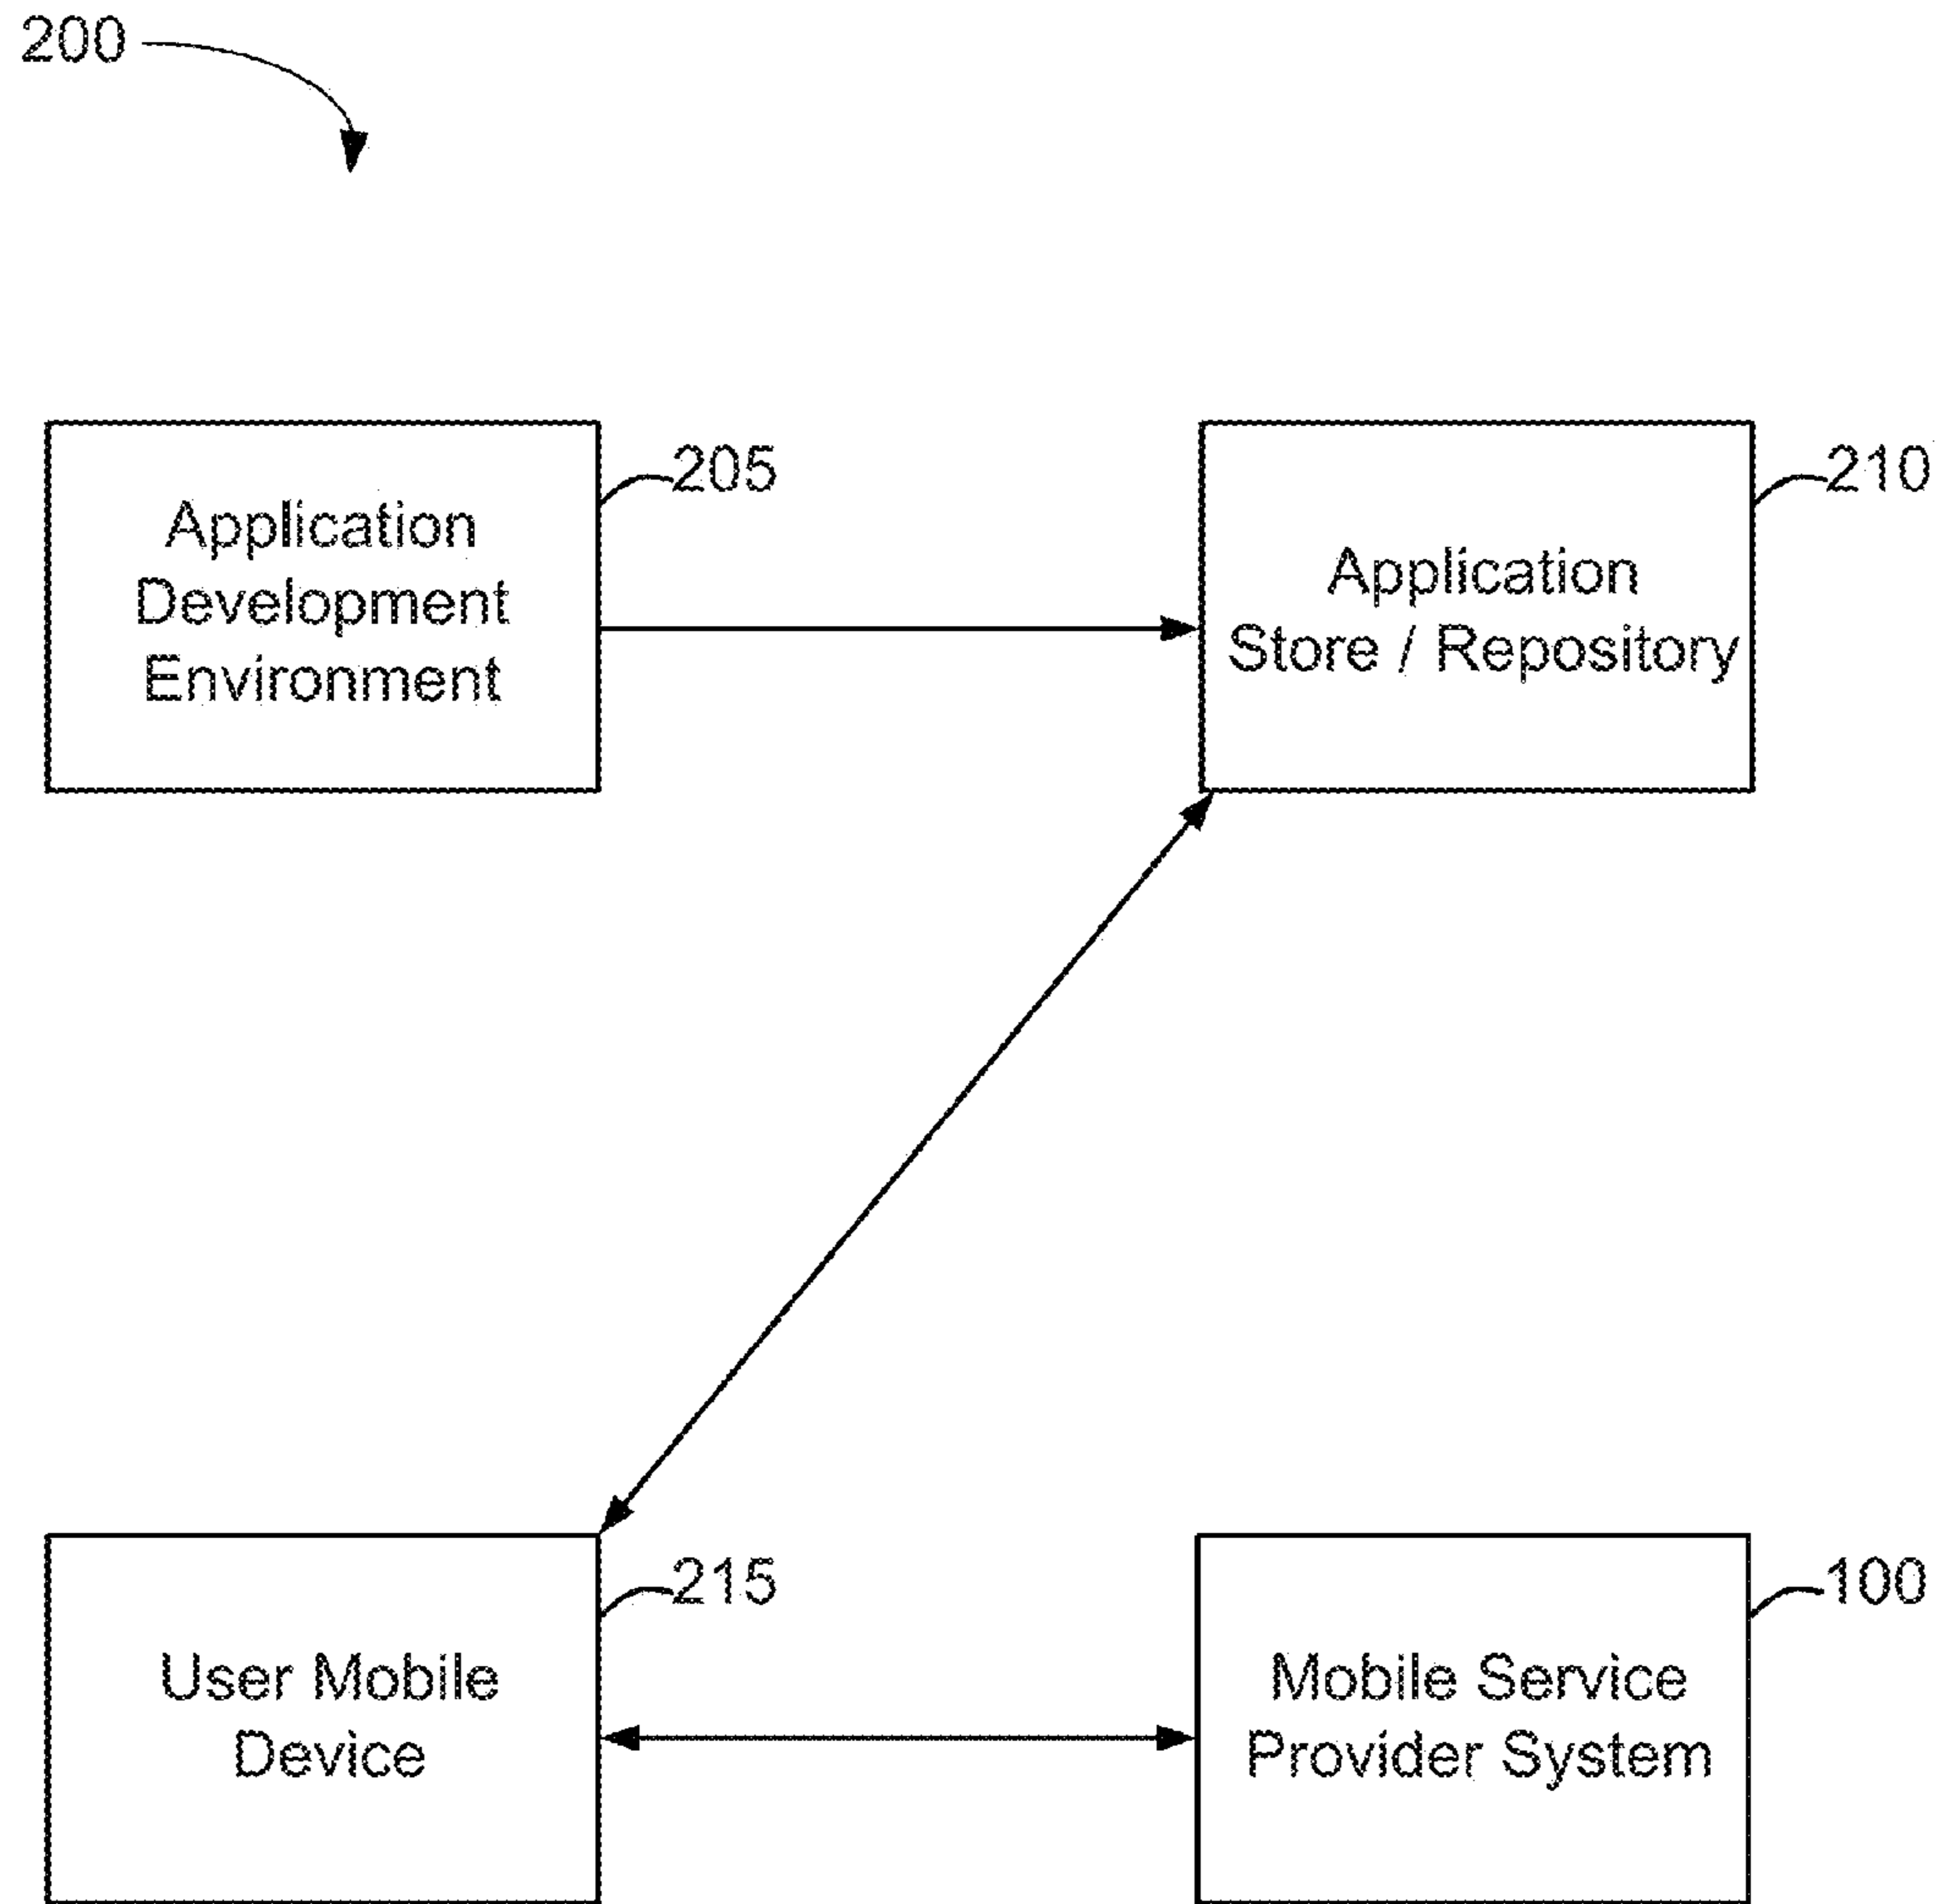 200
205
Application
Development
Environment
210
Application
Store / Repository
215
User Mobile
Device
100
Mobile Service
Provider System